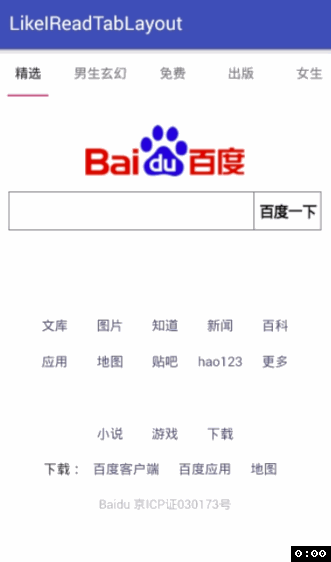 LikeIReadTabLayout
精选 男生玄幻 免费 出版 女生
Bai du 百度
百度一下
文库 图片 知道 新闻 百科
应用 地图 贴吧 hao123 更多
小说 游戏 下载
下载： 百度客户端 百度应用 地图
Baidu 京ICP证030173号
0:00